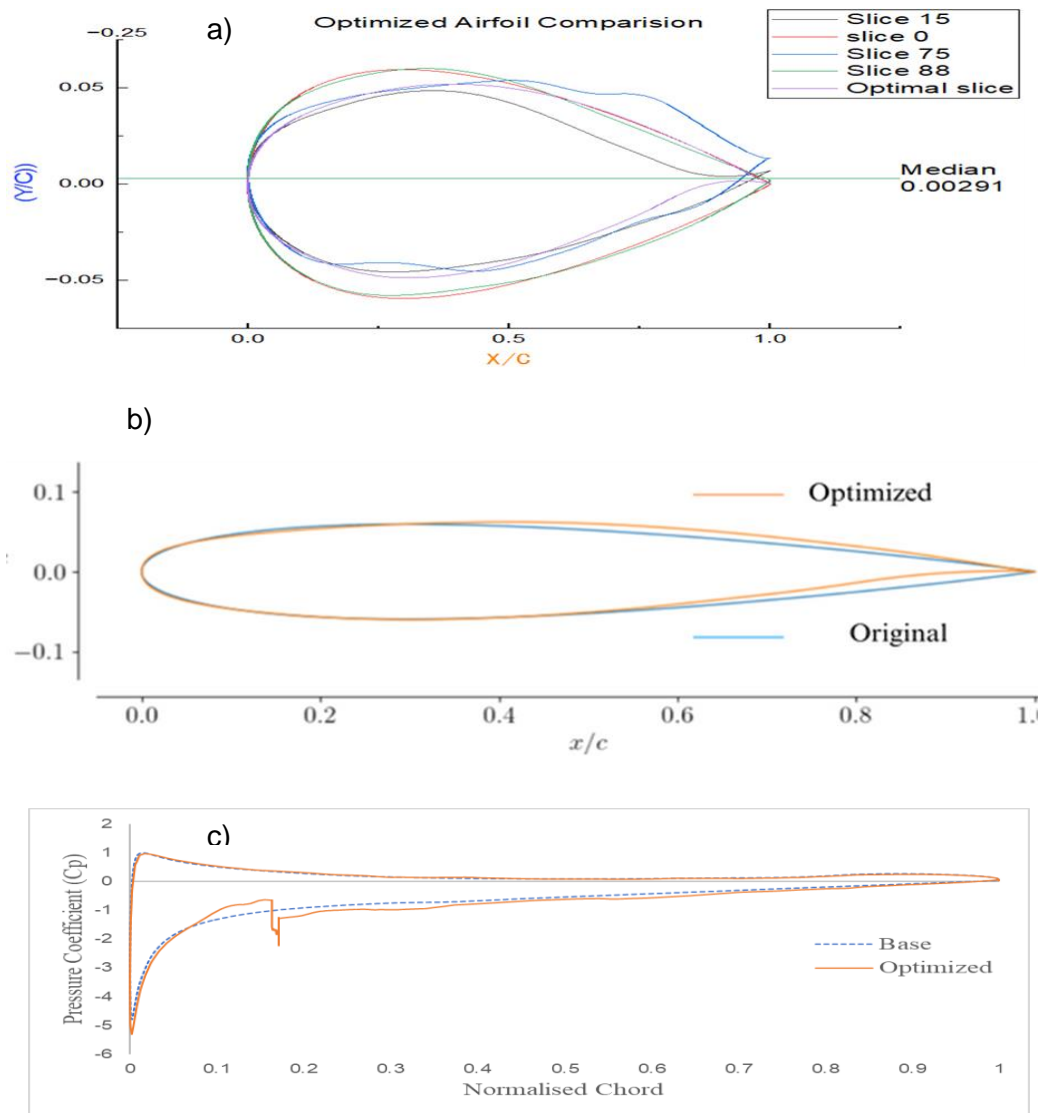 a) Optimized Airfoil Comparision
Slice 15
slice 0
Slice 75
Slice 88
Optimal slice
−0.25
0.05
0.00
−0.05
(Y/C))
Median
0.00291
0.0 0.5 1.0
X/C
b)
0.1
0.0
−0.1
Optimized
Original
0.0 0.2 0.4 0.6 0.8 1.0
x/c
c)
2
1
0
-1
-2
-3
-4
-5
-6
Pressure Coefficient (Cp)
Base
Optimized
0 0.1 0.2 0.3 0.4 0.5 0.6 0.7 0.8 0.9 1
Normalised Chord